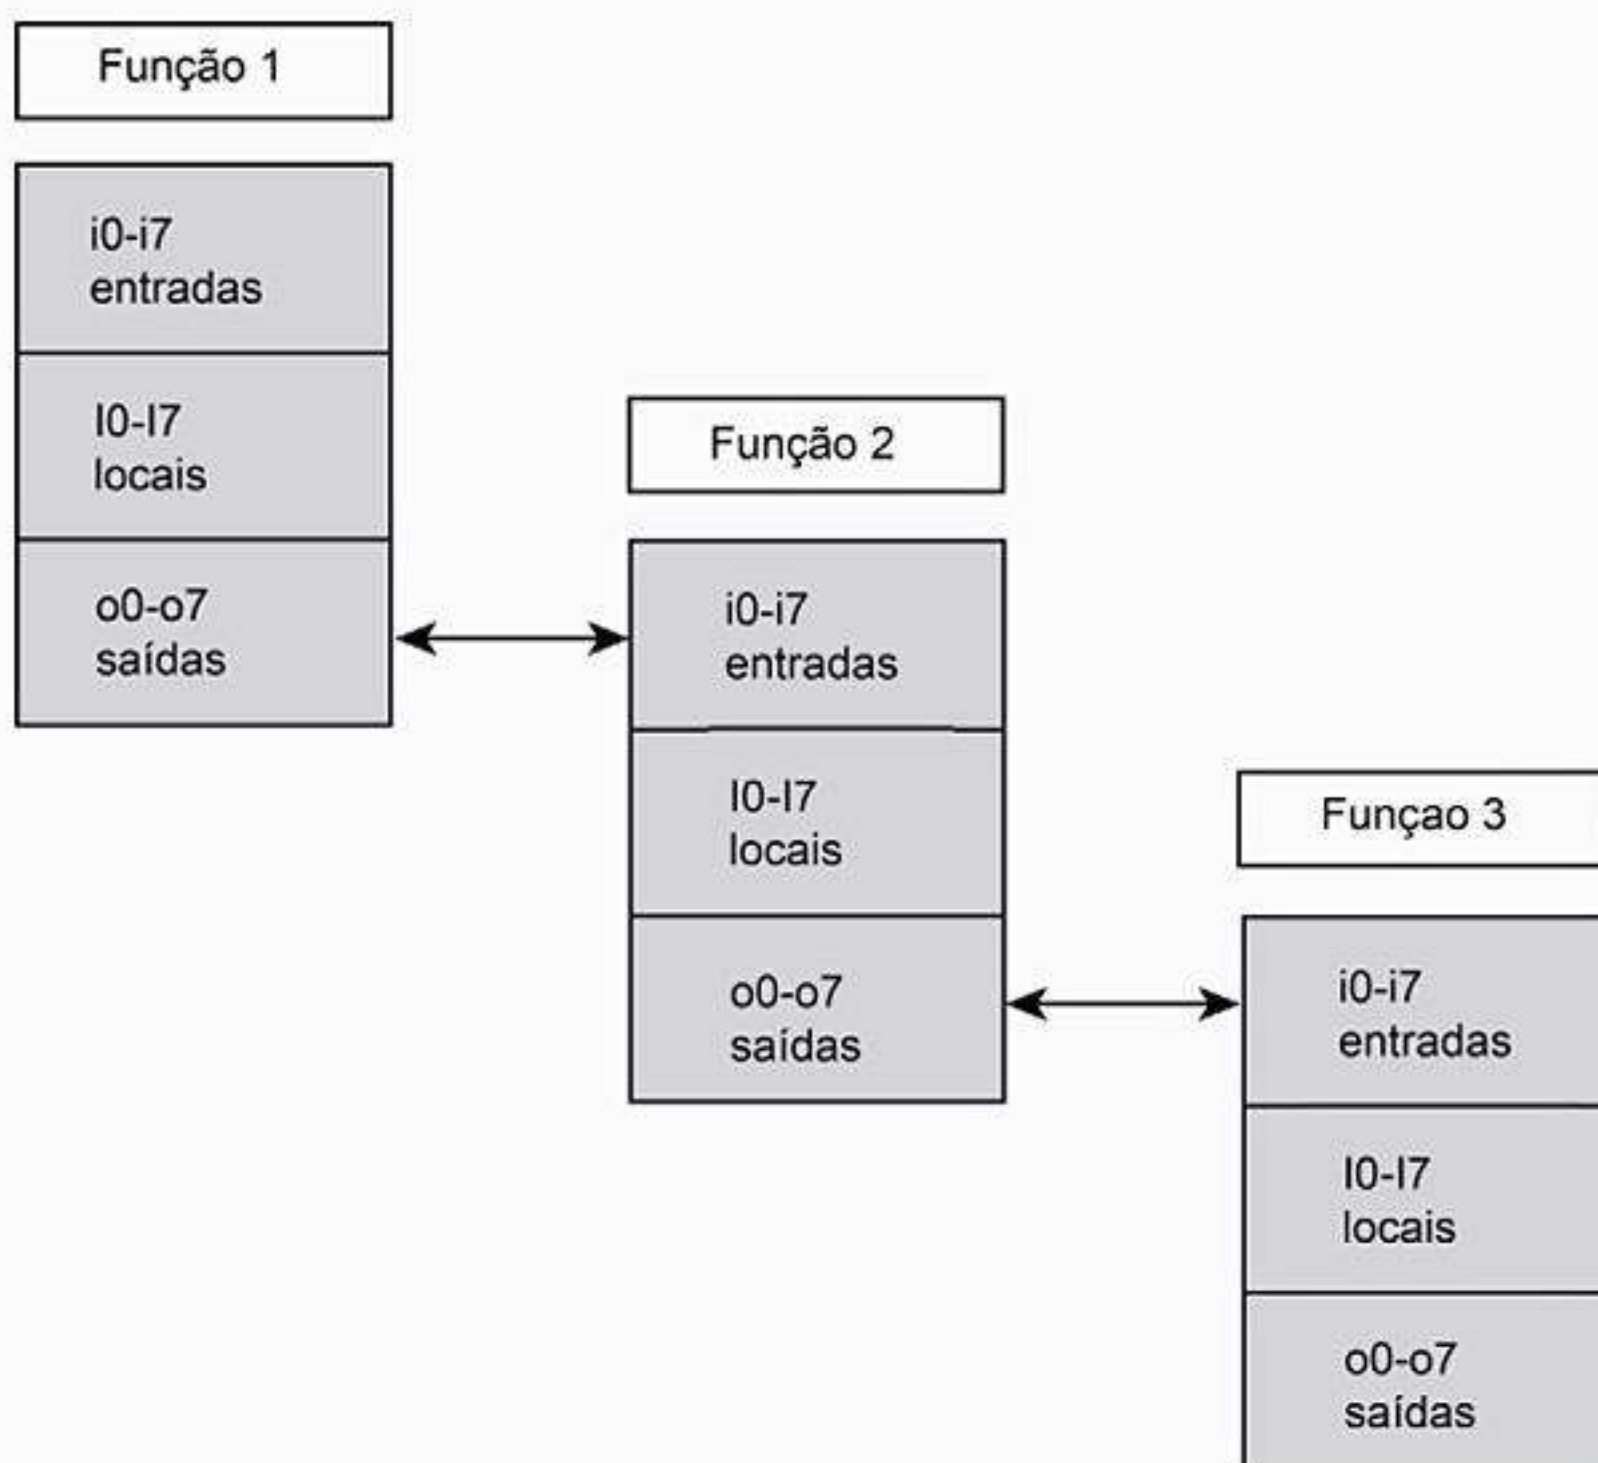 Função 1
i0-i7
entradas
l0-l7
locais
o0-o7
saídas
Função 2
i0-i7
entradas
l0-l7
locais
o0-o7
saídas
Funçao 3
i0-i7
entradas
l0-l7
locais
o0-o7
saídas